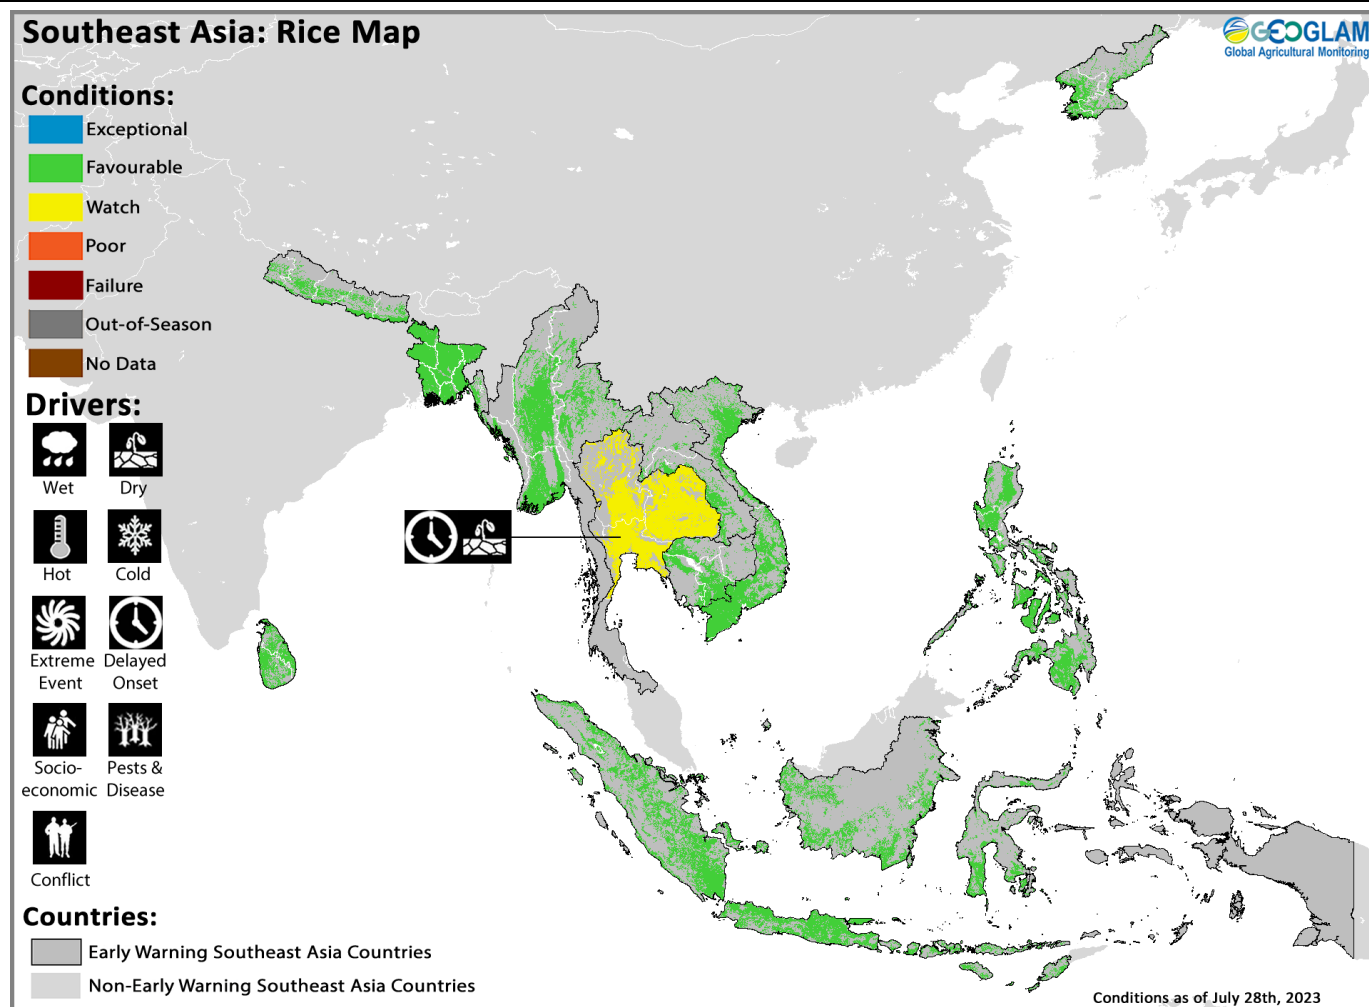 Southeast Asia: Rice Map
GEOGLAM
Global Agricultural Monitoring
Conditions:
Exceptional
Favourable
Watch
Poor
Failure
Out-of-Season
No Data
Drivers:
Wet
Dry
Hot
Cold
Extreme
Event
Delayed
Onset
Socio-
economic
Pests &
Disease
Conflict
Countries:
Early Warning Southeast Asia Countries
Non-Early Warning Southeast Asia Countries
Conditions as of July 28th, 2023